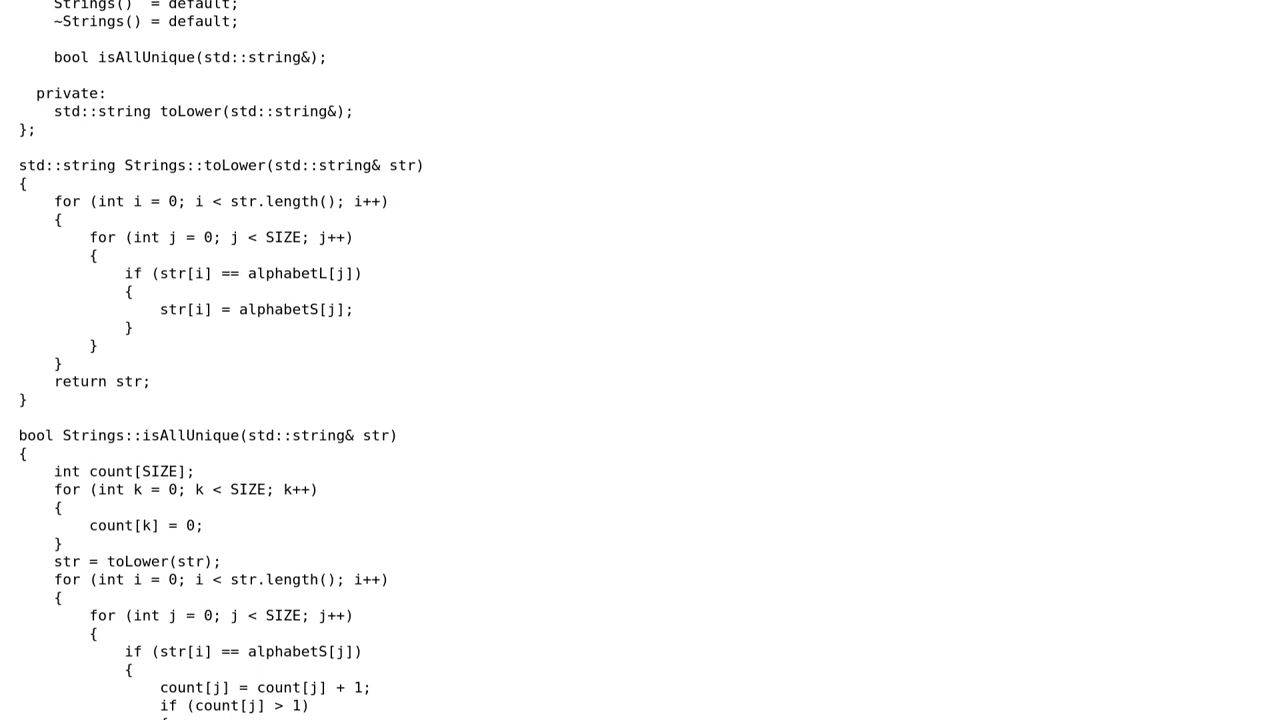 Strings()  = default;
    ~Strings() = default;

    bool isAllUnique(std::string&);

  private:
    std::string toLower(std::string&);
};

std::string Strings::toLower(std::string& str)
{
    for (int i = 0; i < str.length(); i++)
    {
        for (int j = 0; j < SIZE; j++)
        {
            if (str[i] == alphabetL[j])
            {
                str[i] = alphabetS[j];
            }
        }
    }
    return str;
}

bool Strings::isAllUnique(std::string& str)
{
    int count[SIZE];
    for (int k = 0; k < SIZE; k++)
    {
        count[k] = 0;
    }
    str = toLower(str);
    for (int i = 0; i < str.length(); i++)
    {
        for (int j = 0; j < SIZE; j++)
        {
            if (str[i] == alphabetS[j])
            {
                count[j] = count[j] + 1;
                if (count[j] > 1)
                {